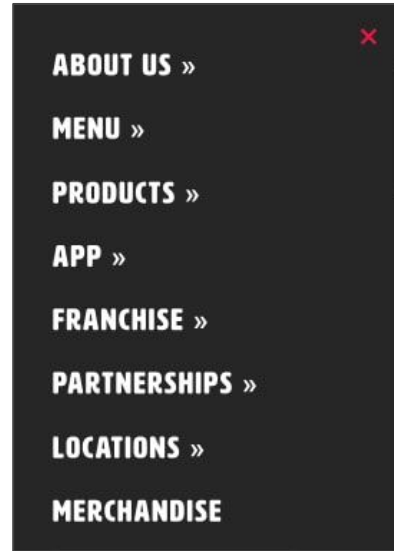 ABOUT US »
MENU »
PRODUCTS »
APP »
FRANCHISE »
PARTNERSHIPS »
LOCATIONS »
MERCHANDISE